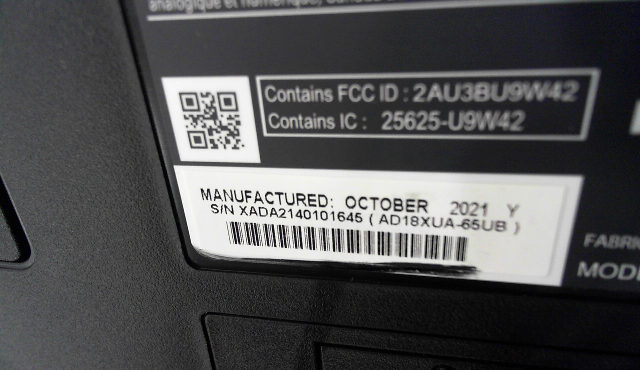 analogique et numérique,
Contains FCC ID : 2AU3BU9W42
Contains IC : 25625-U9W42
MANUFACTURED: OCTOBER 2021 Y
S/N XADA2140101645 ( AD18XUA-65UB )
FABRI
MODE